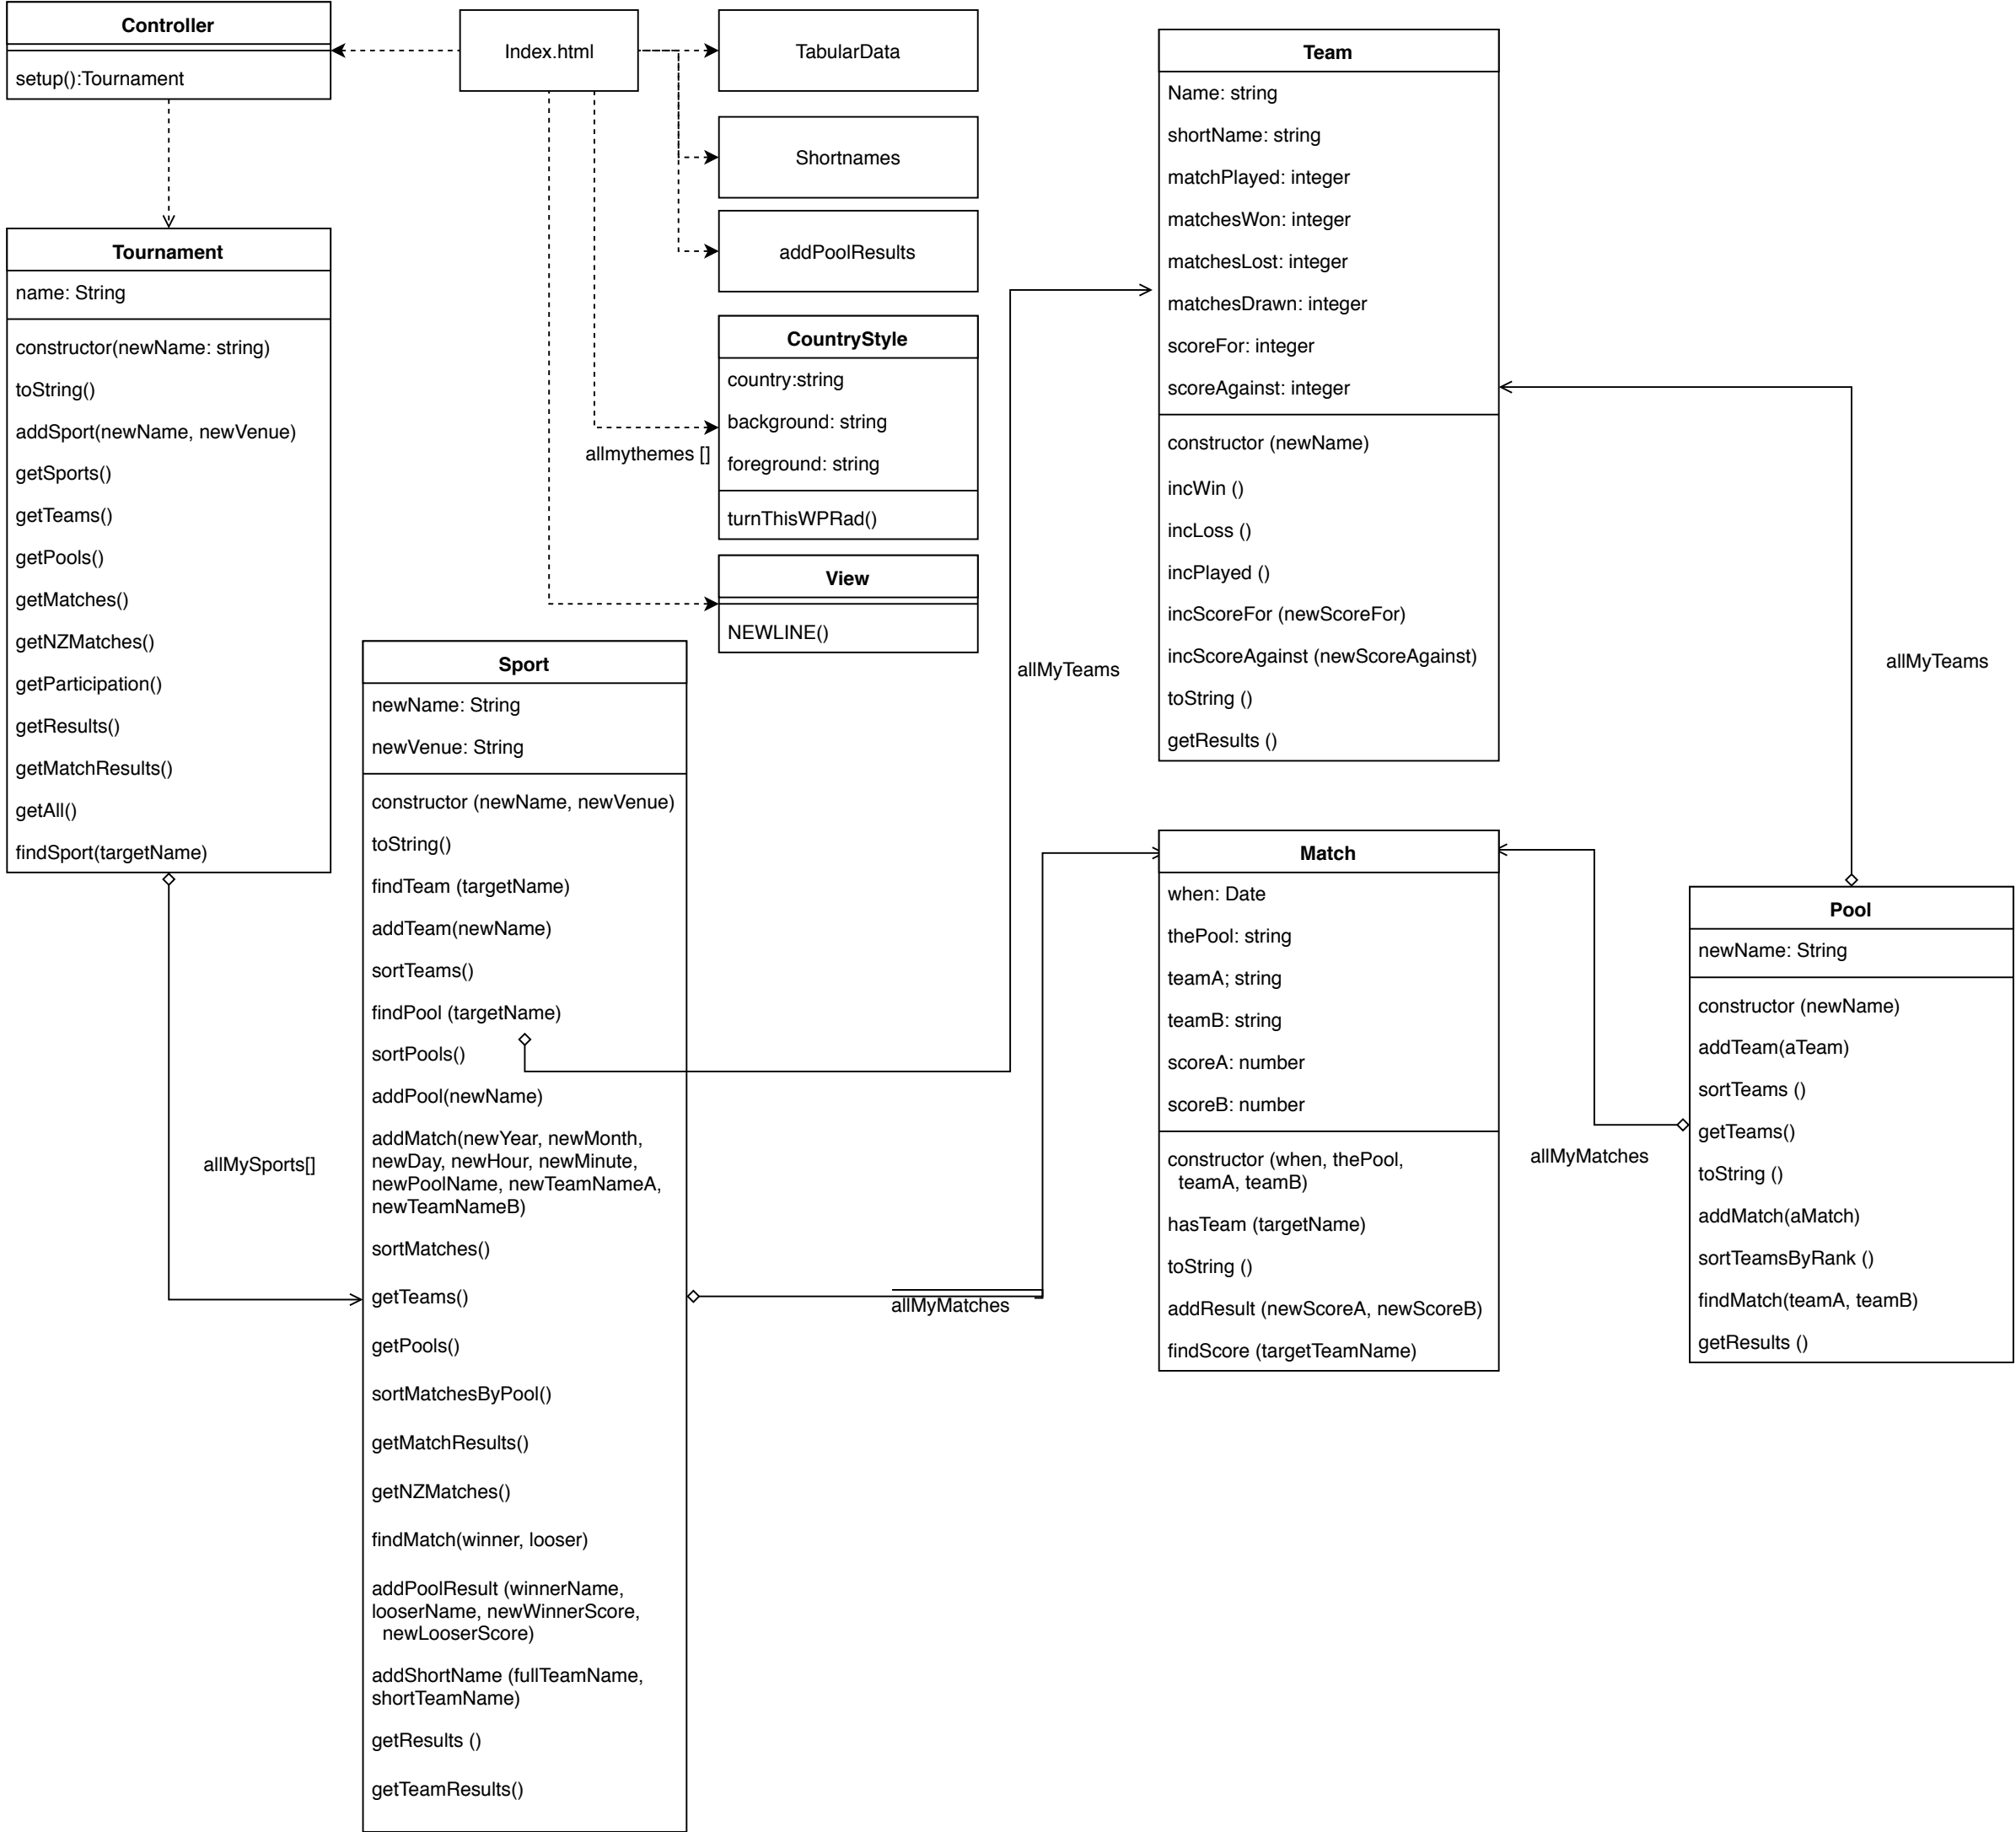 Controller
setup():Tournament
Index.html
TabularData
Shortnames
addPoolResults
CountryStyle
country:string
background: string
foreground: string
turnThisWPRad()
allmythemes []
View
NEWLINE()
Tournament
name: String
constructor(newName: string)
toString()
addSport(newName, newVenue)
getSports()
getTeams()
getPools()
getMatches()
getNZMatches()
getParticipation()
getResults()
getMatchResults()
getAll()
findSport(targetName)
allMySports[]
Sport
newName: String
newVenue: String
constructor (newName, newVenue)
toString()
findTeam (targetName)
addTeam(newName)
sortTeams()
findPool (targetName)
sortPools()
addPool(newName)
addMatch(newYear, newMonth,
newDay, newHour, newMinute,
newPoolName, newTeamNameA,
newTeamNameB)
sortMatches()
getTeams()
getPools()
sortMatchesByPool()
getMatchResults()
getNZMatches()
findMatch(winner, looser)
addPoolResult (winnerName,
looserName, newWinnerScore,
newLooserScore)
addShortName (fullTeamName,
shortTeamName)
getResults ()
getTeamResults()
allMyTeams
allMyMatches
Team
Name: string
shortName: string
matchPlayed: integer
matchesWon: integer
matchesLost: integer
matchesDrawn: integer
scoreFor: integer
scoreAgainst: integer
constructor (newName)
incWin ()
incLoss ()
incPlayed ()
incScoreFor (newScoreFor)
incScoreAgainst (newScoreAgainst)
toString ()
getResults ()
Match
when: Date
thePool: string
teamA; string
teamB: string
scoreA: number
scoreB: number
constructor (when, thePool,
teamA, teamB)
hasTeam (targetName)
toString ()
addResult (newScoreA, newScoreB)
findScore (targetTeamName)
allMyTeams
allMyMatches
Pool
newName: String
constructor (newName)
addTeam(aTeam)
sortTeams ()
getTeams()
toString ()
addMatch(aMatch)
sortTeamsByRank ()
findMatch(teamA, teamB)
getResults ()